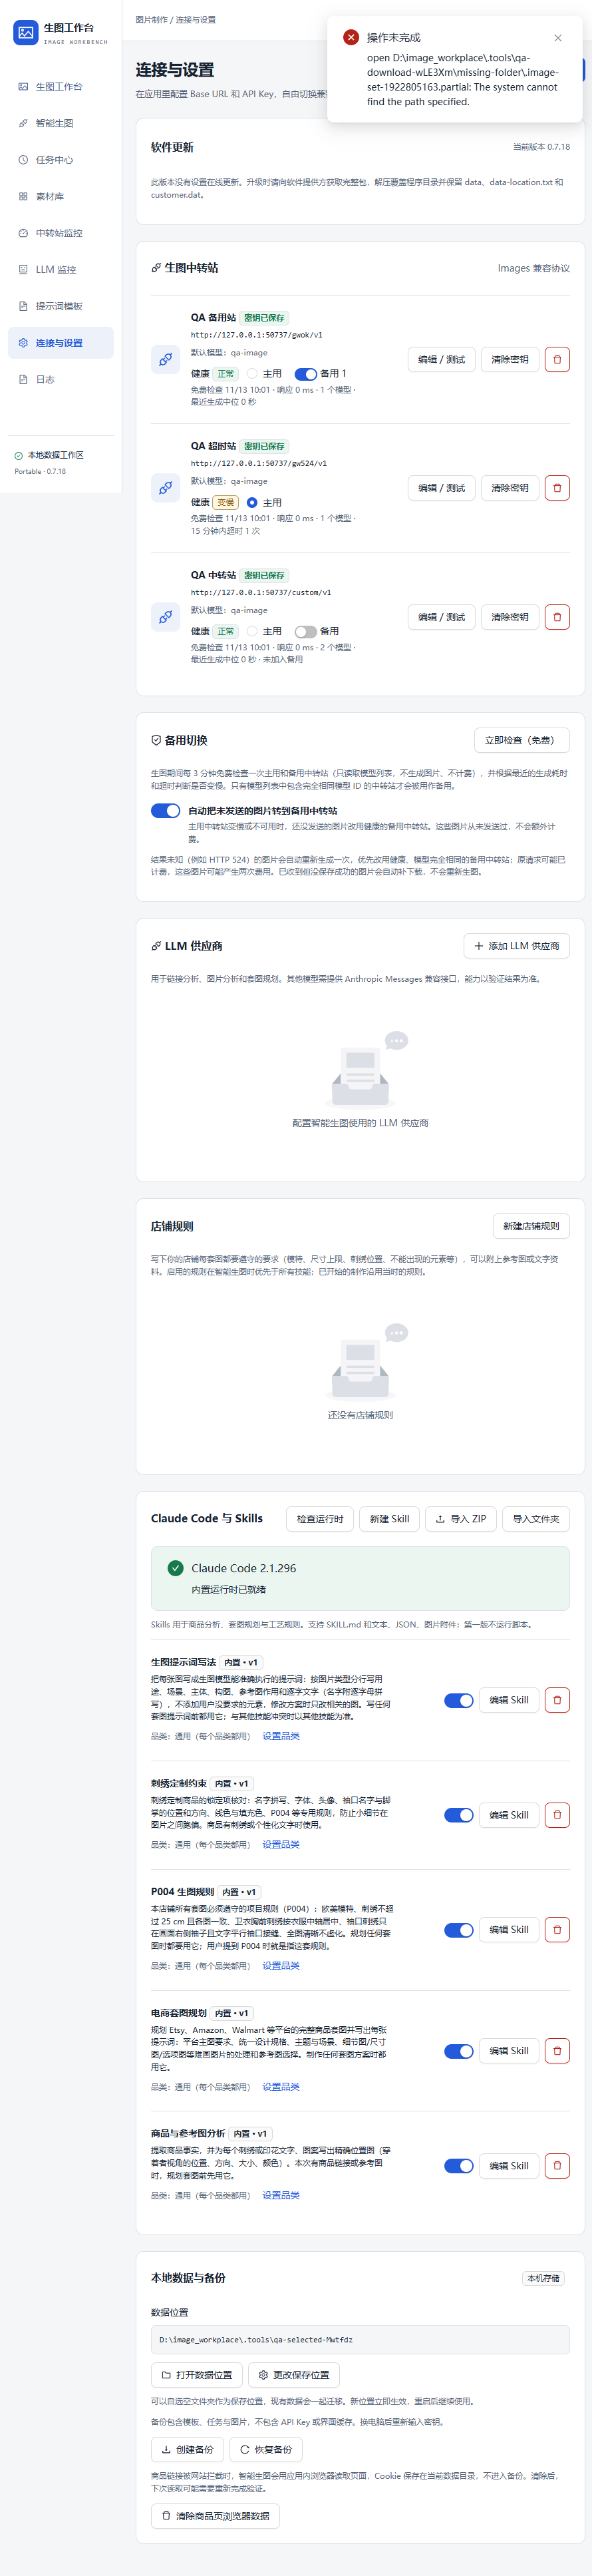 生图工作台
IMAGE WORKBENCH
生图工作台
智能生图
任务中心
素材库
中转站监控
LLM 监控
提示词模板
连接与设置
日志
本地数据工作区
Portable · 0.7.18
图片制作 / 连接与设置
操作未完成
open D:\image_workplace\.tools\qa-
download-wLE3Xm\missing-folder\.image-
set-1922805163.partial: The system cannot
find the path specified.
连接与设置
在应用里配置 Base URL 和 API Key，自由切换兼
软件更新
当前版本 0.7.18
此版本没有设置在线更新。升级时请向软件提供方获取完整包，解压覆盖程序目录并保留 data、data-location.txt 和
customer.dat。
生图中转站
Images 兼容协议
QA 备用站 密钥已保存
http://127.0.0.1:50737/gwok/v1
默认模型：qa-image
健康 正常 主用 备用 1
免费检查 11/13 10:01 · 响应 0 ms · 1 个模型 ·
最近生成中位 0 秒
编辑 / 测试
清除密钥
QA 超时站 密钥已保存
http://127.0.0.1:50737/gw524/v1
默认模型：qa-image
健康 变慢 主用
免费检查 11/13 10:01 · 响应 0 ms · 1 个模型 ·
15 分钟内超时 1 次
编辑 / 测试
清除密钥
QA 中转站 密钥已保存
http://127.0.0.1:50737/custom/v1
默认模型：qa-image
健康 正常 主用 备用
免费检查 11/13 10:01 · 响应 0 ms · 2 个模型 ·
最近生成中位 0 秒 · 未加入备用
编辑 / 测试
清除密钥
备用切换
立即检查（免费）
生图期间每 3 分钟免费检查一次主用和备用中转站（只读取模型列表，不生成图片、不计费），并根据最近的生成耗时
和超时判断是否变慢。只有模型列表中包含完全相同模型 ID 的中转站才会被用作备用。
自动把未发送的图片转到备用中转站
主用中转站变慢或不可用时，还没发送的图片改用健康的备用中转站。这些图片从未发送过，不会额外计
费。
结果未知（例如 HTTP 524）的图片会自动重新生成一次，优先改用健康、模型完全相同的备用中转站；原请求可能已
计费，这些图片可能产生两次费用。已收到但没保存成功的图片会自动补下载，不会重新生图。
LLM 供应商
添加 LLM 供应商
用于链接分析、图片分析和套图规划。其他模型需提供 Anthropic Messages 兼容接口，能力以验证结果为准。
配置智能生图使用的 LLM 供应商
店铺规则
新建店铺规则
写下你的店铺每套图都要遵守的要求（模特、尺寸上限、刺绣位置、不能出现的元素等），可以附上参考图或文字资
料。启用的规则在智能生图时优先于所有技能；已开始的制作沿用当时的规则。
还没有店铺规则
Claude Code 与 Skills
检查运行时
新建 Skill
导入 ZIP
导入文件夹
Claude Code 2.1.296
内置运行时已就绪
Skills 用于商品分析、套图规划与工艺规则。支持 SKILL.md 和文本、JSON、图片附件；第一版不运行脚本。
生图提示词写法 内置 · v1
把每张图写成生图模型能准确执行的提示词：按图片类型分行写用
途、场景、主体、构图、参考图作用和逐字文字（名字附逐字母拼
写），不添加用户没要求的元素，修改方案时只改相关的图。写任何
套图提示词前都用它；与其他技能冲突时以其他技能为准。
品类：通用（每个品类都用） 设置品类
编辑 Skill
刺绣定制约束 内置 · v1
刺绣定制商品的锁定项核对：名字拼写、字体、头像、袖口名字与脚
掌的位置和方向、线色与填充色、P004 等专用规则，防止小细节在
图片之间跑偏。商品有刺绣或个性化文字时使用。
品类：通用（每个品类都用） 设置品类
编辑 Skill
P004 生图规则 内置 · v1
本店铺所有套图必须遵守的项目规则（P004）：欧美模特、刺绣不超
过 25 cm 且各图一致、卫衣胸前刺绣按衣服中轴居中、袖口刺绣只
在画面右侧袖子且文字平行袖口接缝、全图清晰不虚化。规划任何套
图时都要用它；用户提到 P004 时就是指这套规则。
品类：通用（每个品类都用） 设置品类
编辑 Skill
电商套图规划 内置 · v1
规划 Etsy、Amazon、Walmart 等平台的完整商品套图并写出每张
提示词：平台主图要求、统一设计规格、主题与场景、细节图/尺寸
图/选项图等难画图片的处理和参考图选择。制作任何套图方案时都
用它。
品类：通用（每个品类都用） 设置品类
编辑 Skill
商品与参考图分析 内置 · v1
提取商品事实，并为每个刺绣或印花文字、图案写出精确位置图（穿
着者视角的位置、方向、大小、颜色）。本次有商品链接或参考图
时，规划套图前先用它。
品类：通用（每个品类都用） 设置品类
编辑 Skill
本地数据与备份
本机存储
数据位置
D:\image_workplace\.tools\qa-selected-Mwtfdz
打开数据位置
更改保存位置
可以自选空文件夹作为保存位置，现有数据会一起迁移。新位置立即生效，重启后继续使用。
备份包含模板、任务与图片，不包含 API Key 或界面缓存。换电脑后重新输入密钥。
创建备份
恢复备份
商品链接被网站拦截时，智能生图会用应用内浏览器读取页面，Cookie 保存在当前数据目录，不进入备份。清除后，
下次读取可能需要重新完成验证。
清除商品页浏览器数据